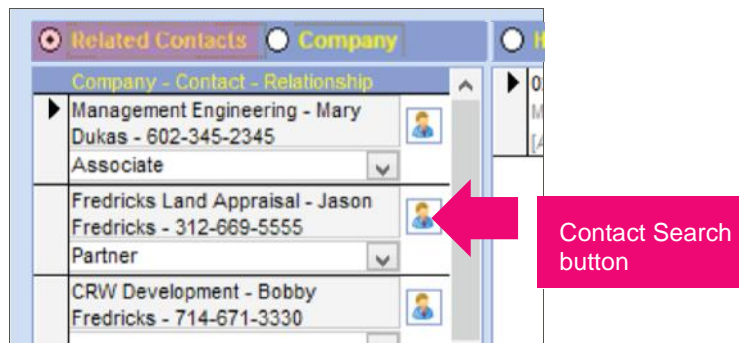 Related Contacts Company
Company - Contact - Relationship
Management Engineering - Mary
Dukas - 602-345-2345
Associate
Fredricks Land Appraisal - Jason
Fredricks - 312-669-5555
Partner
CRW Development - Bobby
Fredricks - 714-671-3330
Contact Search
button